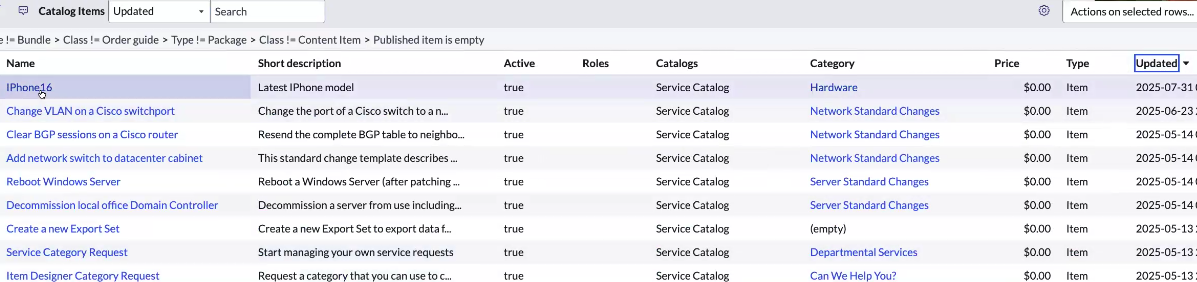 Catalog Items Updated Search Actions on selected rows...
!= Bundle > Class != Order guide > Type != Package > Class != Content Item > Published item is empty
Name Short description Active Roles Catalogs Category Price Type Updated
IPhone16 Latest IPhone model true Service Catalog Hardware $0.00 Item 2025-07-31
Change VLAN on a Cisco switchport Change the port of a Cisco switch to a n... true Service Catalog Network Standard Changes $0.00 Item 2025-06-23
Clear BGP sessions on a Cisco router Resend the complete BGP table to neighbo... true Service Catalog Network Standard Changes $0.00 Item 2025-05-14
Add network switch to datacenter cabinet This standard change template describes ... true Service Catalog Network Standard Changes $0.00 Item 2025-05-14
Reboot Windows Server Reboot a Windows Server (after patching ... true Service Catalog Server Standard Changes $0.00 Item 2025-05-14
Decommission local office Domain Controller Decommission a server from use including... true Service Catalog Server Standard Changes $0.00 Item 2025-05-14
Create a new Export Set Create a new Export Set to export data f... true Service Catalog (empty) $0.00 Item 2025-05-13
Service Category Request Start managing your own service requests true Service Catalog Departmental Services $0.00 Item 2025-05-13
Item Designer Category Request Request a category that you can use to c... true Service Catalog Can We Help You? $0.00 Item 2025-05-13